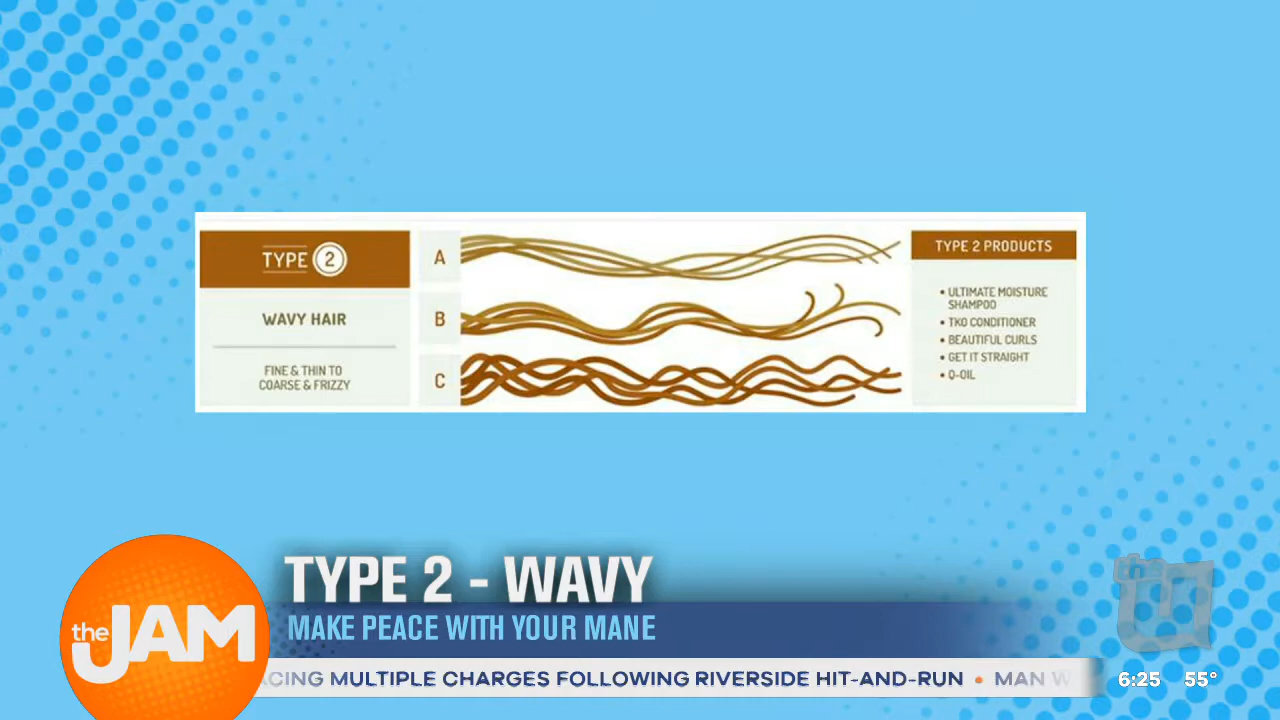 TYPE 2
WAVY HAIR
FINE & THIN TO
COARSE & FRIZZY
A
B
C
TYPE 2 PRODUCTS
• ULTIMATE MOISTURE
SHAMPOO
• TKO CONDITIONER
• BEAUTIFUL CURLS
• GET IT STRAIGHT
• Q-OIL
TYPE 2 - WAVY
MAKE PEACE WITH YOUR MANE
the JAM
ACING MULTIPLE CHARGES FOLLOWING RIVERSIDE HIT-AND-RUN • MAN W
6:25 55°